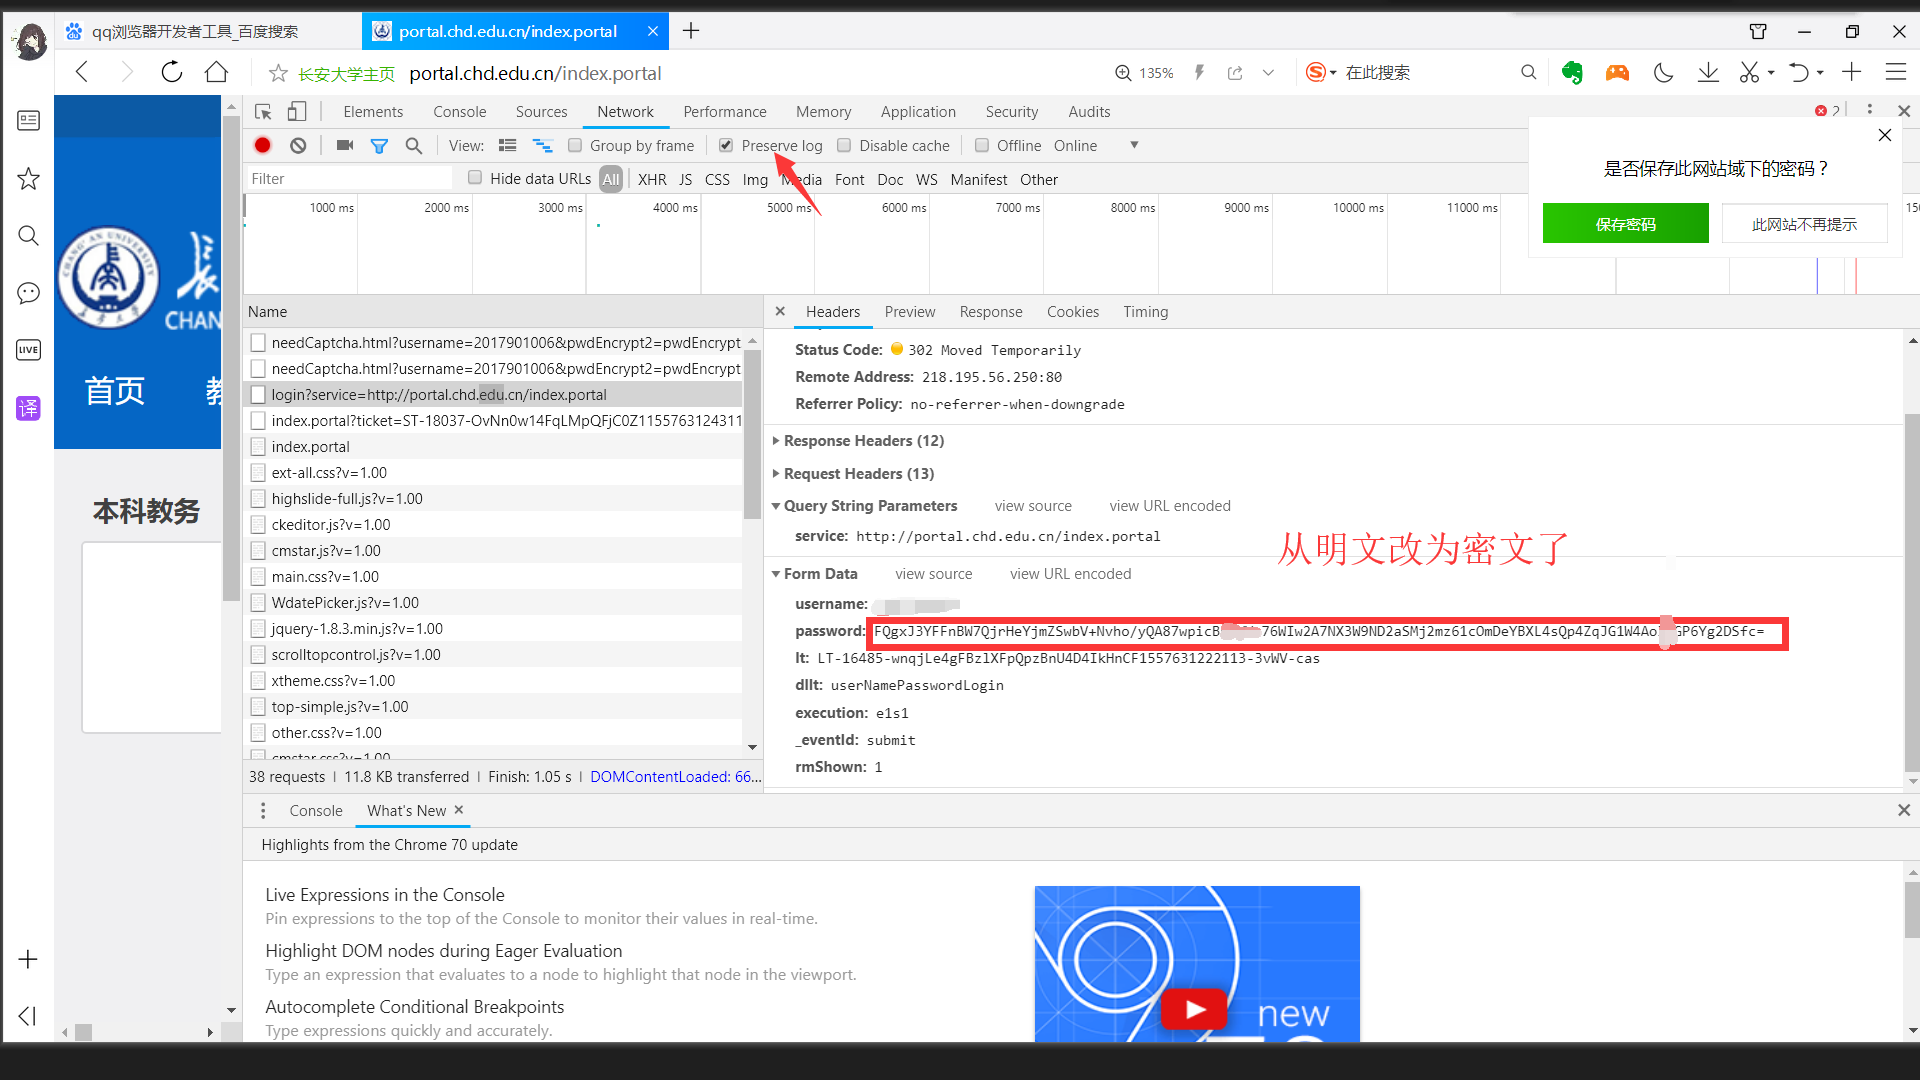 qq浏览器开发者工具_百度搜索
portal.chd.edu.cn/index.portal
长安大学主页 portal.chd.edu.cn/index.portal
135%
在此搜索
Elements Console Sources Network Performance Memory Application Security Audits
2
View: Group by frame Preserve log Disable cache Offline Online
Filter Hide data URLs All XHR JS CSS Img Media Font Doc WS Manifest Other
是否保存此网站域下的密码？
保存密码 此网站不再提示
1000 ms 2000 ms 3000 ms 4000 ms 5000 ms 6000 ms 7000 ms 8000 ms 9000 ms 10000 ms 11000 ms
CHANG'AN UNIVERSITY
CHAN
首页
本科教务
LIVE
译
Name
needCaptcha.html?username=2017901006&pwdEncrypt2=pwdEncrypt
needCaptcha.html?username=2017901006&pwdEncrypt2=pwdEncrypt
login?service=http://portal.chd.edu.cn/index.portal
index.portal?ticket=ST-18037-OvNn0w14FqLMpQFjC0Z1155763124311
index.portal
ext-all.css?v=1.00
highslide-full.js?v=1.00
ckeditor.js?v=1.00
cmstar.js?v=1.00
main.css?v=1.00
WdatePicker.js?v=1.00
jquery-1.8.3.min.js?v=1.00
scrolltopcontrol.js?v=1.00
xtheme.css?v=1.00
top-simple.js?v=1.00
other.css?v=1.00
cmstar.css?v=1.00
38 requests | 11.8 KB transferred | Finish: 1.05 s | DOMContentLoaded: 66...
Headers Preview Response Cookies Timing
Status Code: 302 Moved Temporarily
Remote Address: 218.195.56.250:80
Referrer Policy: no-referrer-when-downgrade
Response Headers (12)
Request Headers (13)
Query String Parameters view source view URL encoded
service: http://portal.chd.edu.cn/index.portal
从明文改为密文了
Form Data view source view URL encoded
username:
password: FQgxJ3YFFnBW7QjrHeYjmZSwbV+Nvho/yQA87wpicB 76WIw2A7NX3W9ND2aSMj2mz61cOmDeYBXL4sQp4ZqJG1W4Ao GP6Yg2DSfc=
lt: LT-16485-wnqjLe4gFBzlXFpQpzBnU4D4IkHnCF1557631222113-3vWV-cas
dllt: userNamePasswordLogin
execution: e1s1
_eventId: submit
rmShown: 1
Console What's New
Highlights from the Chrome 70 update
Live Expressions in the Console
Pin expressions to the top of the Console to monitor their values in real-time.
Highlight DOM nodes during Eager Evaluation
Type an expression that evaluates to a node to highlight that node in the viewport.
Autocomplete Conditional Breakpoints
Type expressions quickly and accurately.
new